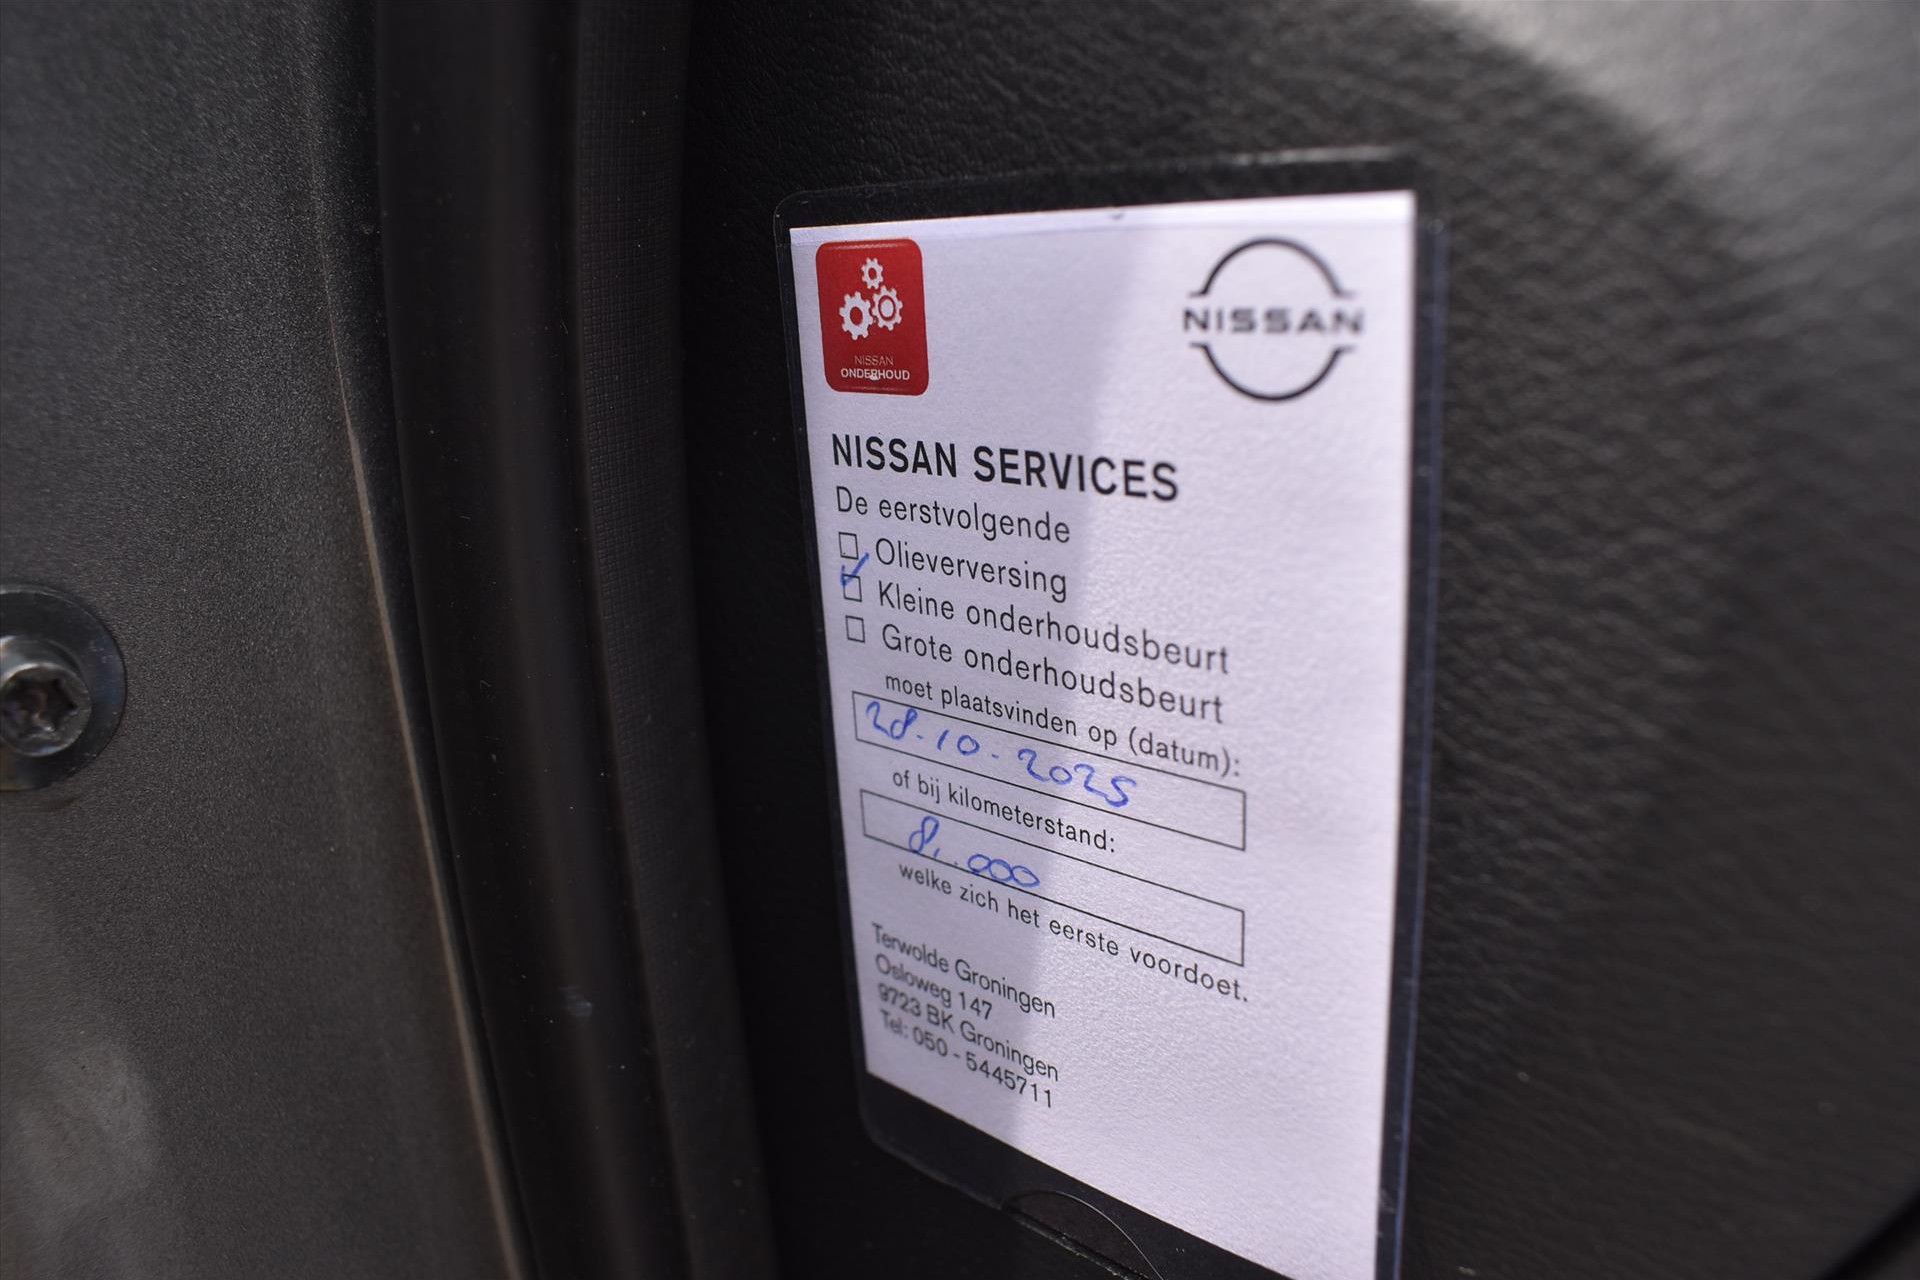 NISSAN
ONDERHOUD
NISSAN
NISSAN SERVICES
De eerstvolgende
Olieverversing
Kleine onderhoudsbeurt
Grote onderhoudsbeurt
moet plaatsvinden op (datum):
28.10.2025
of bij kilometerstand:
8.000
welke zich het eerste voordoet.
Terwolde Groningen
Osloweg 147
9723 BK Groningen
Tel: 050 - 5445711